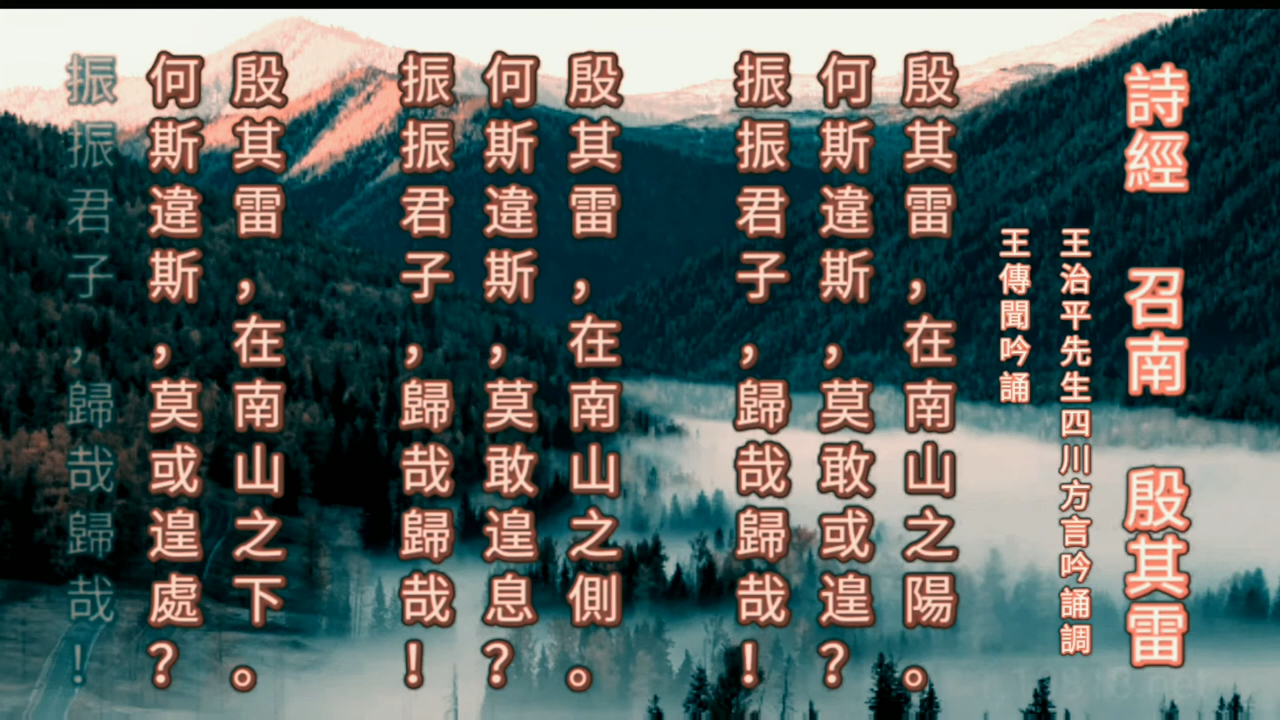 詩經 召南 殷其雷
王治平先生四川方言吟誦調
王傳聞吟誦
殷其雷，在南山之陽。
何斯違斯，莫敢或遑？
振振君子，歸哉歸哉！
殷其雷，在南山之側。
何斯違斯，莫敢遑息？
振振君子，歸哉歸哉！
殷其雷，在南山之下。
何斯違斯，莫或遑處？
振振君子，歸哉歸哉！